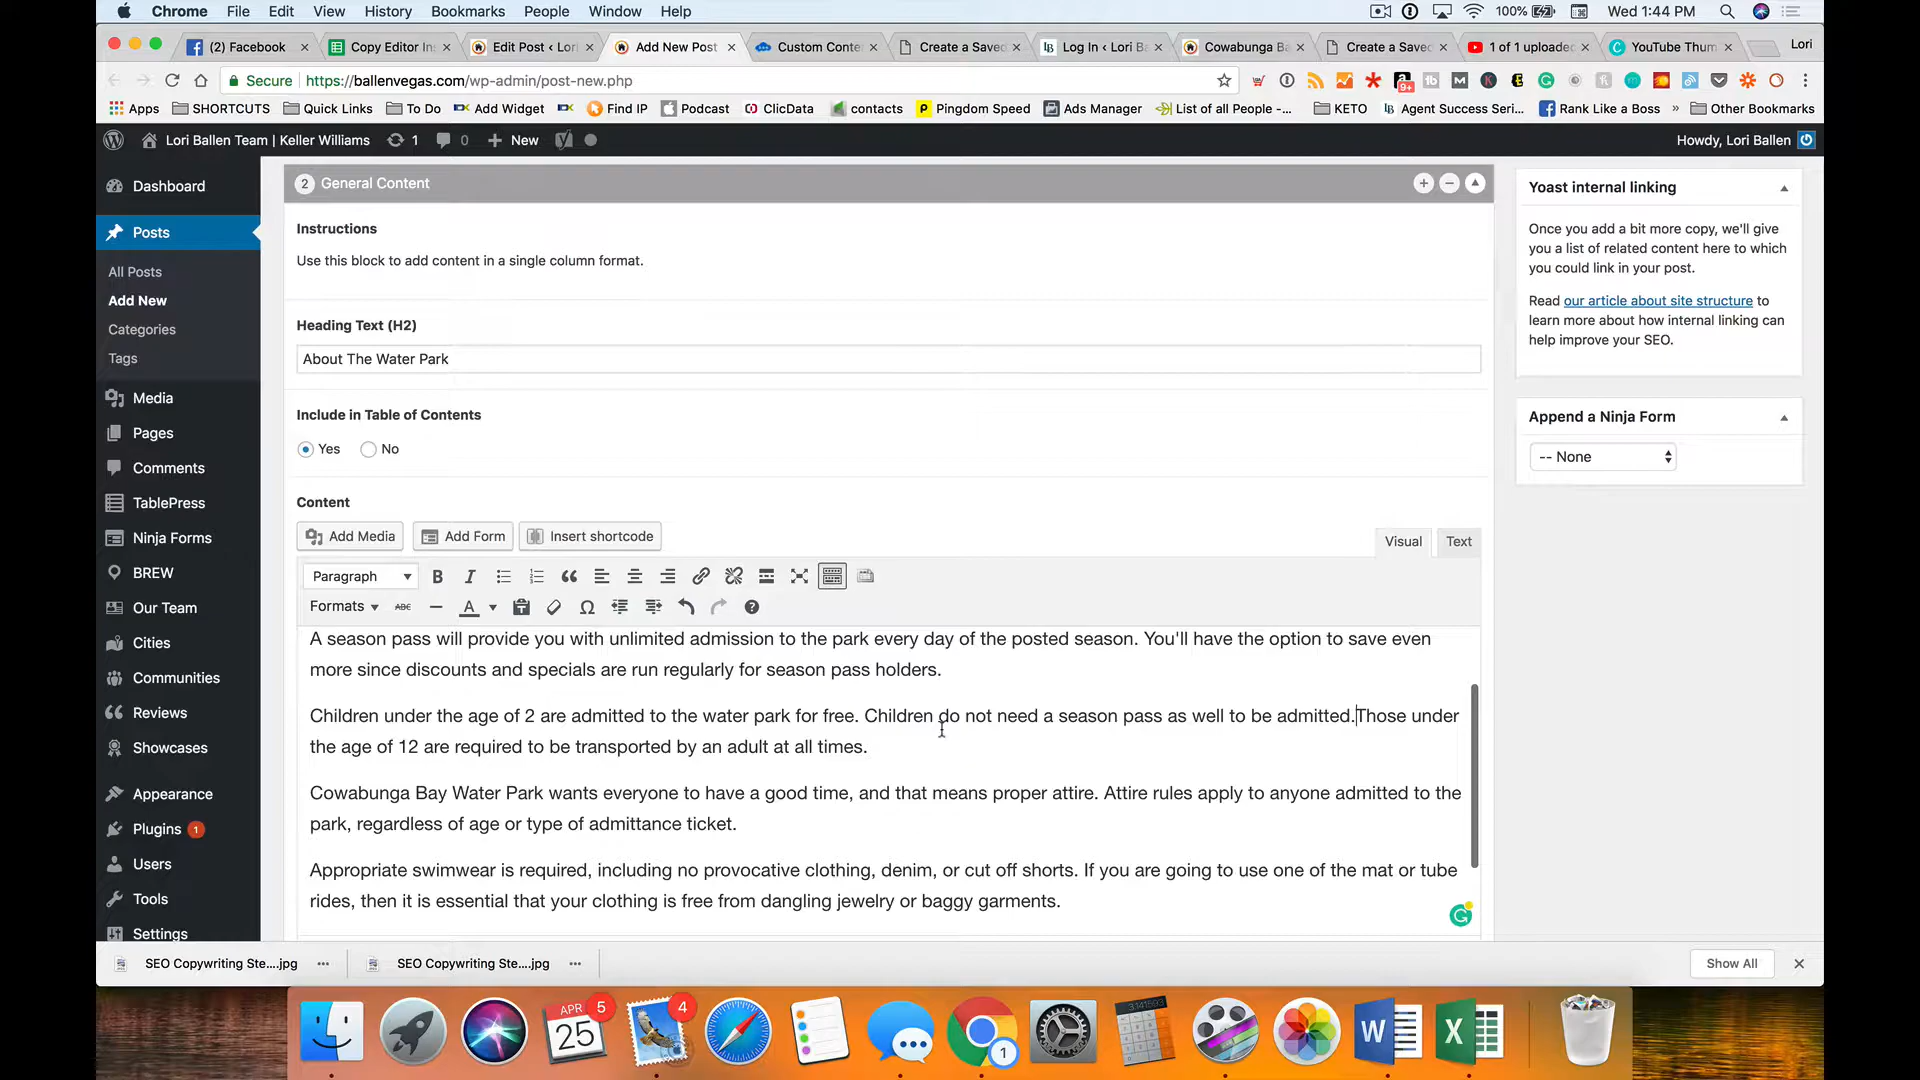 Chrome File Edit View History Bookmarks People Window Help 100% Wed 1:44 PM
(2) Facebook Copy Editor Ins Edit Post ‹ Lori Add New Post Custom Conte Create a Saved Log In ‹ Lori Ba Cowabunga Ba Create a Saved 1 of 1 uploaded YouTube Thum Lori
Secure https://ballenvegas.com/wp-admin/post-new.php
Apps SHORTCUTS Quick Links To Do Add Widget Find IP Podcast ClicData contacts Pingdom Speed Ads Manager List of all People -... KETO Agent Success Seri... Rank Like a Boss » Other Bookmarks
Lori Ballen Team | Keller Williams 1 0 New Howdy, Lori Ballen
Dashboard
Posts
All Posts
Add New
Categories
Tags
Media
Pages
Comments
TablePress
Ninja Forms
BREW
Our Team
Cities
Communities
Reviews
Showcases
Appearance
Plugins 1
Users
Tools
Settings
2 General Content
Instructions
Use this block to add content in a single column format.
Heading Text (H2)
About The Water Park
Include in Table of Contents
Yes No
Content
Add Media Add Form Insert shortcode Visual Text
Paragraph B I
Formats ABC A
A season pass will provide you with unlimited admission to the park every day of the posted season. You'll have the option to save even
more since discounts and specials are run regularly for season pass holders.
Children under the age of 2 are admitted to the water park for free. Children do not need a season pass as well to be admitted.Those under
the age of 12 are required to be transported by an adult at all times.
Cowabunga Bay Water Park wants everyone to have a good time, and that means proper attire. Attire rules apply to anyone admitted to the
park, regardless of age or type of admittance ticket.
Appropriate swimwear is required, including no provocative clothing, denim, or cut off shorts. If you are going to use one of the mat or tube
rides, then it is essential that your clothing is free from dangling jewelry or baggy garments.
Yoast internal linking
Once you add a bit more copy, we'll give
you a list of related content here to which
you could link in your post.
Read our article about site structure to
learn more about how internal linking can
help improve your SEO.
Append a Ninja Form
-- None
SEO Copywriting Ste....jpg SEO Copywriting Ste....jpg Show All
APR
25
5
4
1